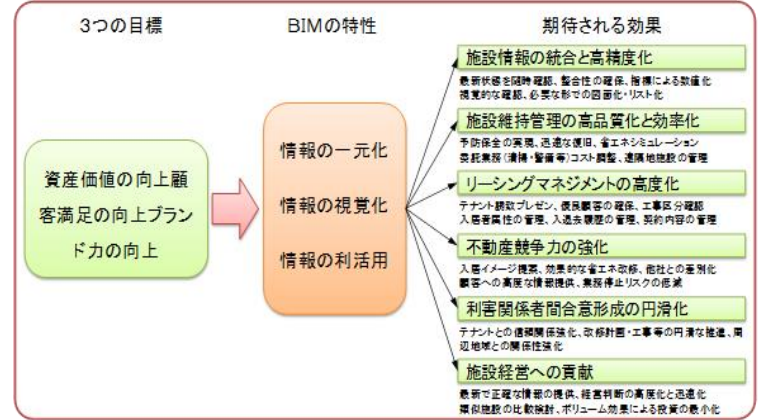 3つの目標
BIMの特性
期待される効果
資産価値の向上顧
客満足の向上ブラン
ド力の向上
情報の一元化
情報の視覚化
情報の利活用
施設情報の統合と高精度化
最新状態を随時確認、整合性の確保、指標による数値化
視覚的な確認、必要な形での図面化・リスト化
施設維持管理の高品質化と効率化
予防保全の実現、迅速な復旧、省エネシミュレーション
委託業務(清掃・警備等)コスト調整、遠隔地施設の管理
リーシングマネジメントの高度化
テナント誘致プレゼン、優良顧客の確保、工事区分確認
入居者属性の管理、入退去履歴の管理、契約内容の管理
不動産競争力の強化
入居イメージ提案、効果的な省エネ改修、他社との差別化
顧客への高度な情報提供、業務停止リスクの低減
利害関係者間合意形成の円滑化
テナントとの信頼関係強化、改修計画・工事等の円滑な推進、周
辺地域との関係性強化
施設経営への貢献
最新で正確な情報の提供、経営判断の高度化と迅速化
類似施設の比較検討、ボリューム効果による投資の最小化